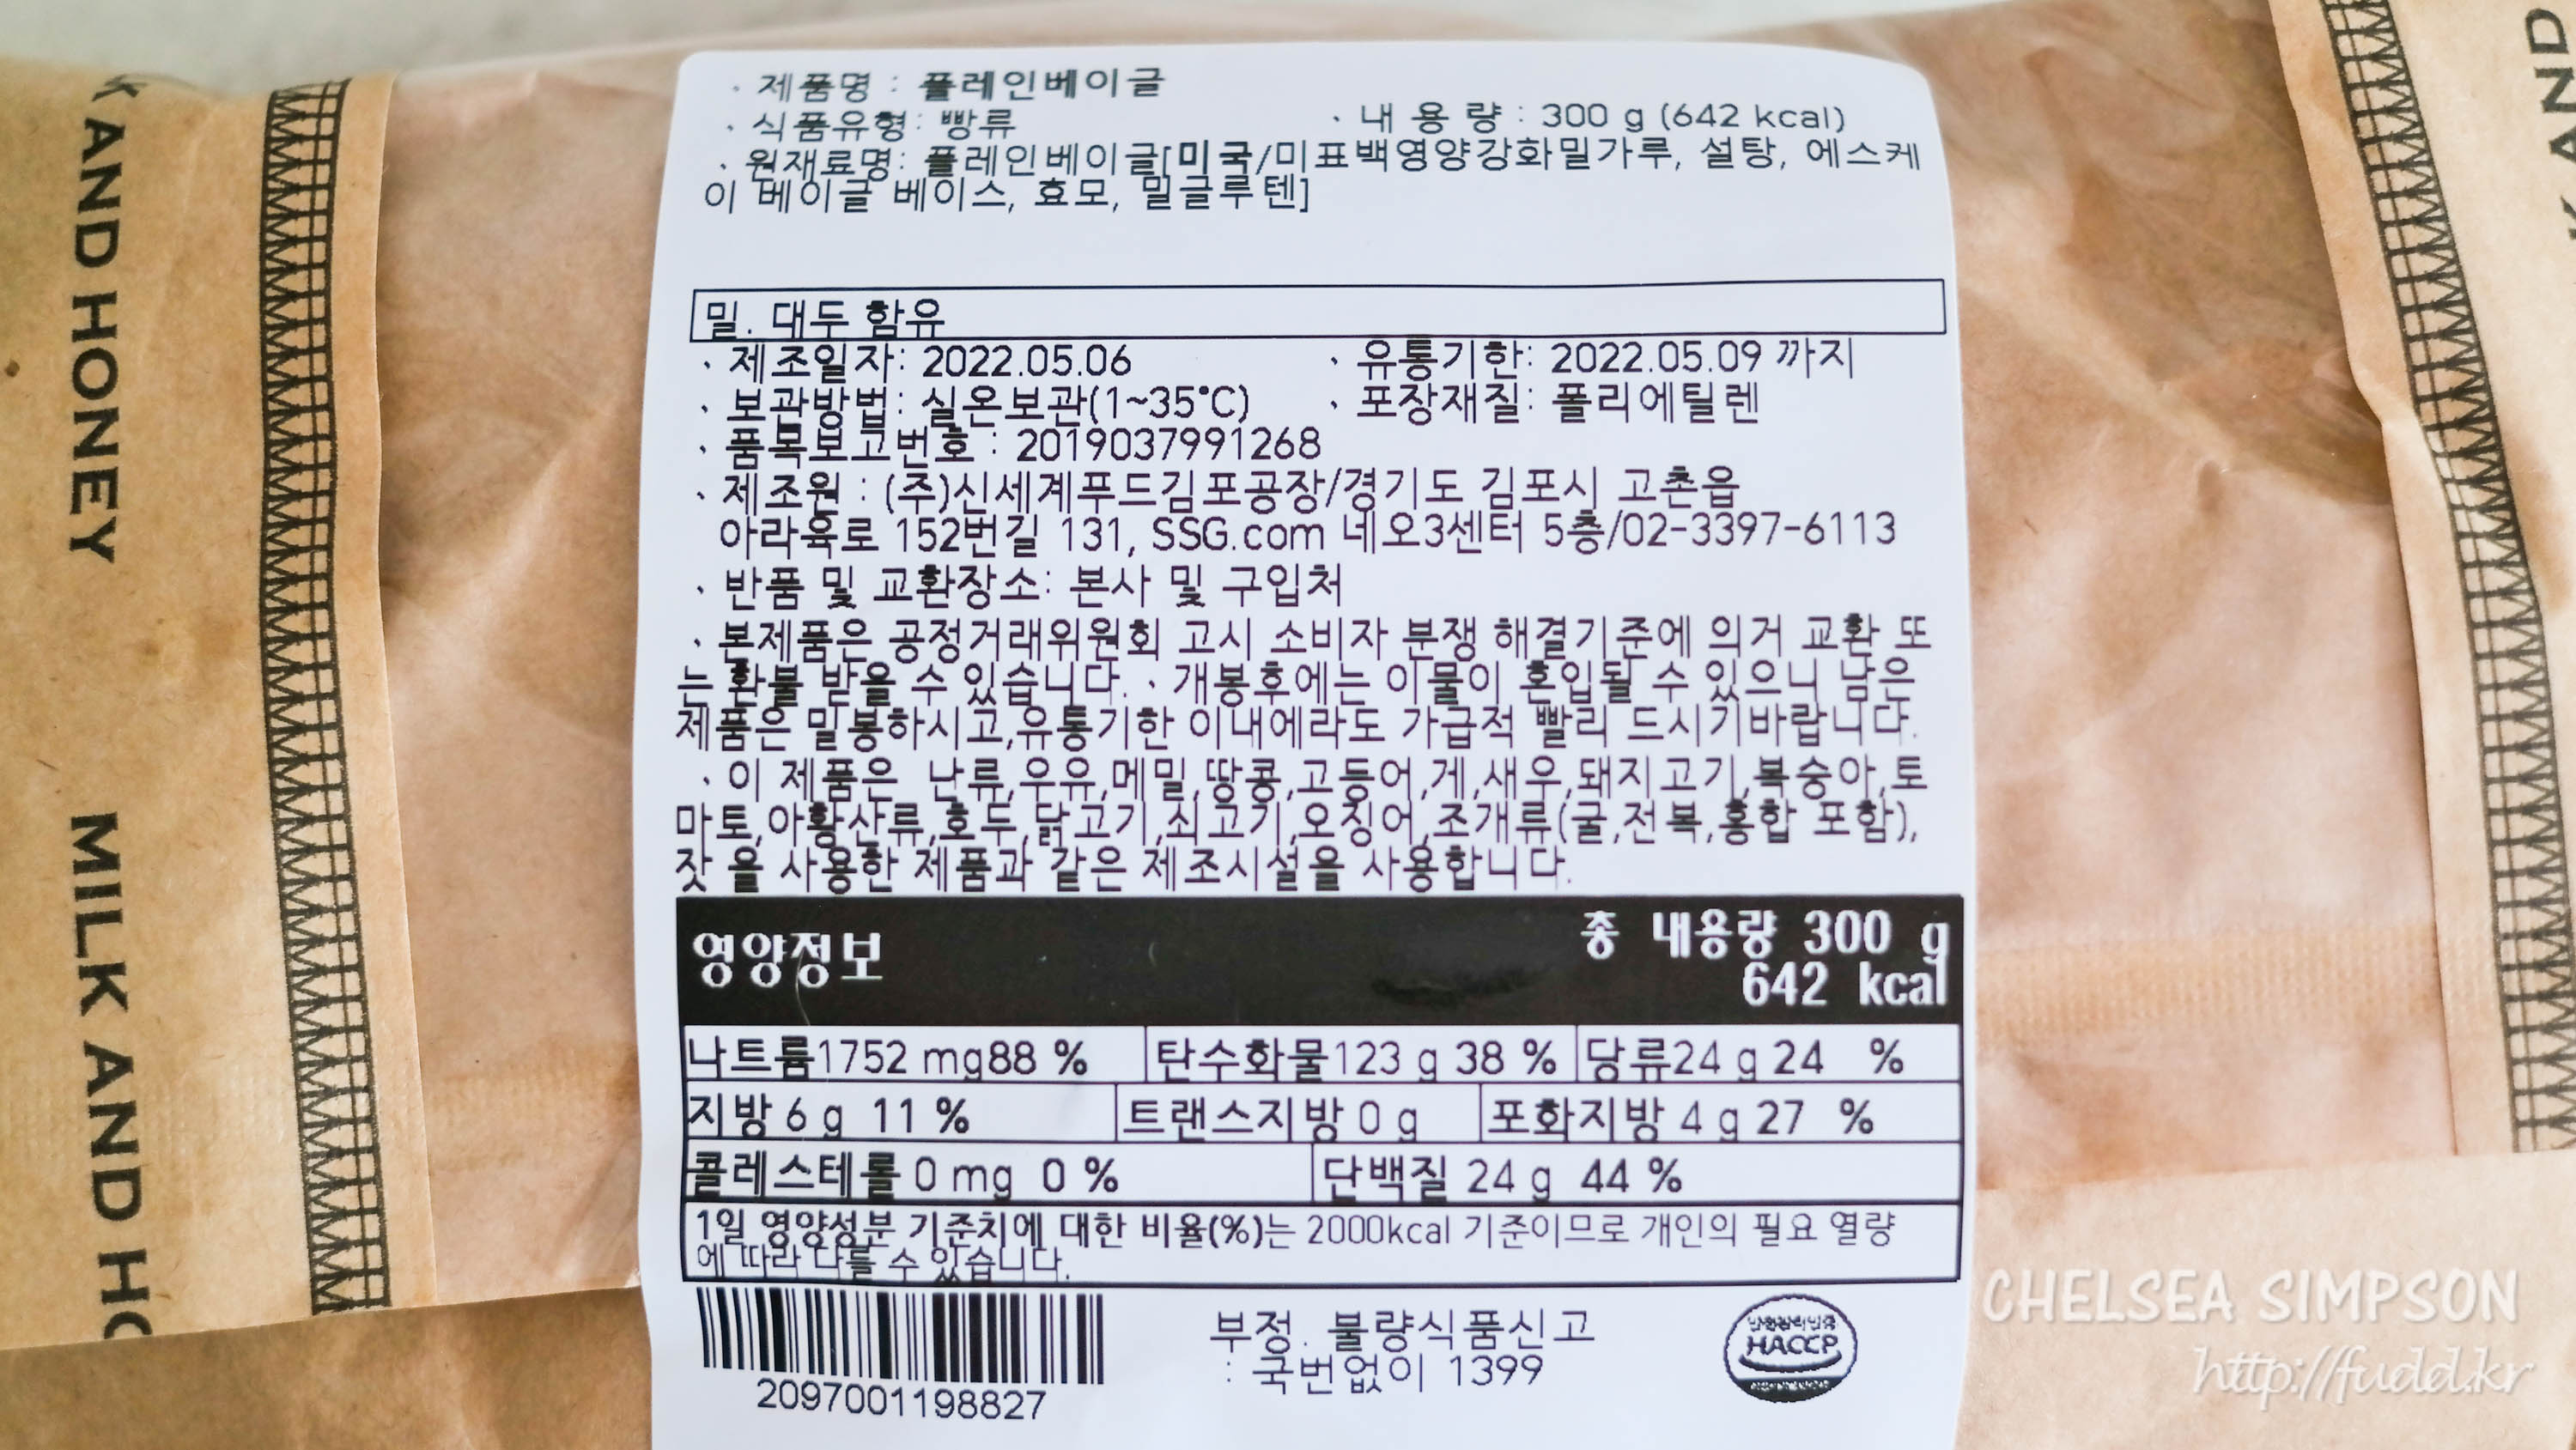 K AND HONEY
MILK AND HO
K AND
· 제품명 : 플레인베이글
· 식품유형: 빵류 · 내 용 량 : 300 g (642 kcal)
· 원재료명: 플레인베이글[미국/미표백영양강화밀가루, 설탕, 에스케
이 베이글 베이스, 효모, 밀글루텐]
밀. 대두 함유
· 제조일자: 2022.05.06 · 유통기한: 2022.05.09 까지
· 보관방법: 실온보관(1~35℃) · 포장재질: 폴리에틸렌
· 품목보고번호 : 2019037991268
· 제조원 : (주)신세계푸드김포공장/경기도 김포시 고촌읍
아라육로 152번길 131, SSG.com 네오3센터 5층/02-3397-6113
· 반품 및 교환장소: 본사 및 구입처
· 본제품은 공정거래위원회 고시 소비자 분쟁 해결기준에 의거 교환 또
는 환불 받을 수 있습니다. · 개봉후에는 이물이 혼입될 수 있으니 남은
제품은 밀봉하시고,유통기한 이내에라도 가급적 빨리 드시기바랍니다.
· 이 제품은 난류,우유,메밀,땅콩,고등어,게,새우,돼지고기,복숭아,토
마토,아황산류,호두,닭고기,쇠고기,오징어,조개류(굴,전복,홍합 포함),
잣 을 사용한 제품과 같은 제조시설을 사용합니다.
영양정보 총 내용량 300 g
642 kcal
나트륨1752 mg88 % 탄수화물123 g 38 % 당류24 g 24 %
지방 6 g 11 % 트랜스지방 0 g 포화지방 4 g 27 %
콜레스테롤 0 mg 0 % 단백질 24 g 44 %
1일 영양성분 기준치에 대한 비율(%)는 2000kcal 기준이므로 개인의 필요 열량
에 따라 다를 수 있습니다.
2097001198827
부정. 불량식품신고
: 국번없이 1399
HACCP
CHELSEA SIMPSON
http://fudd.kr